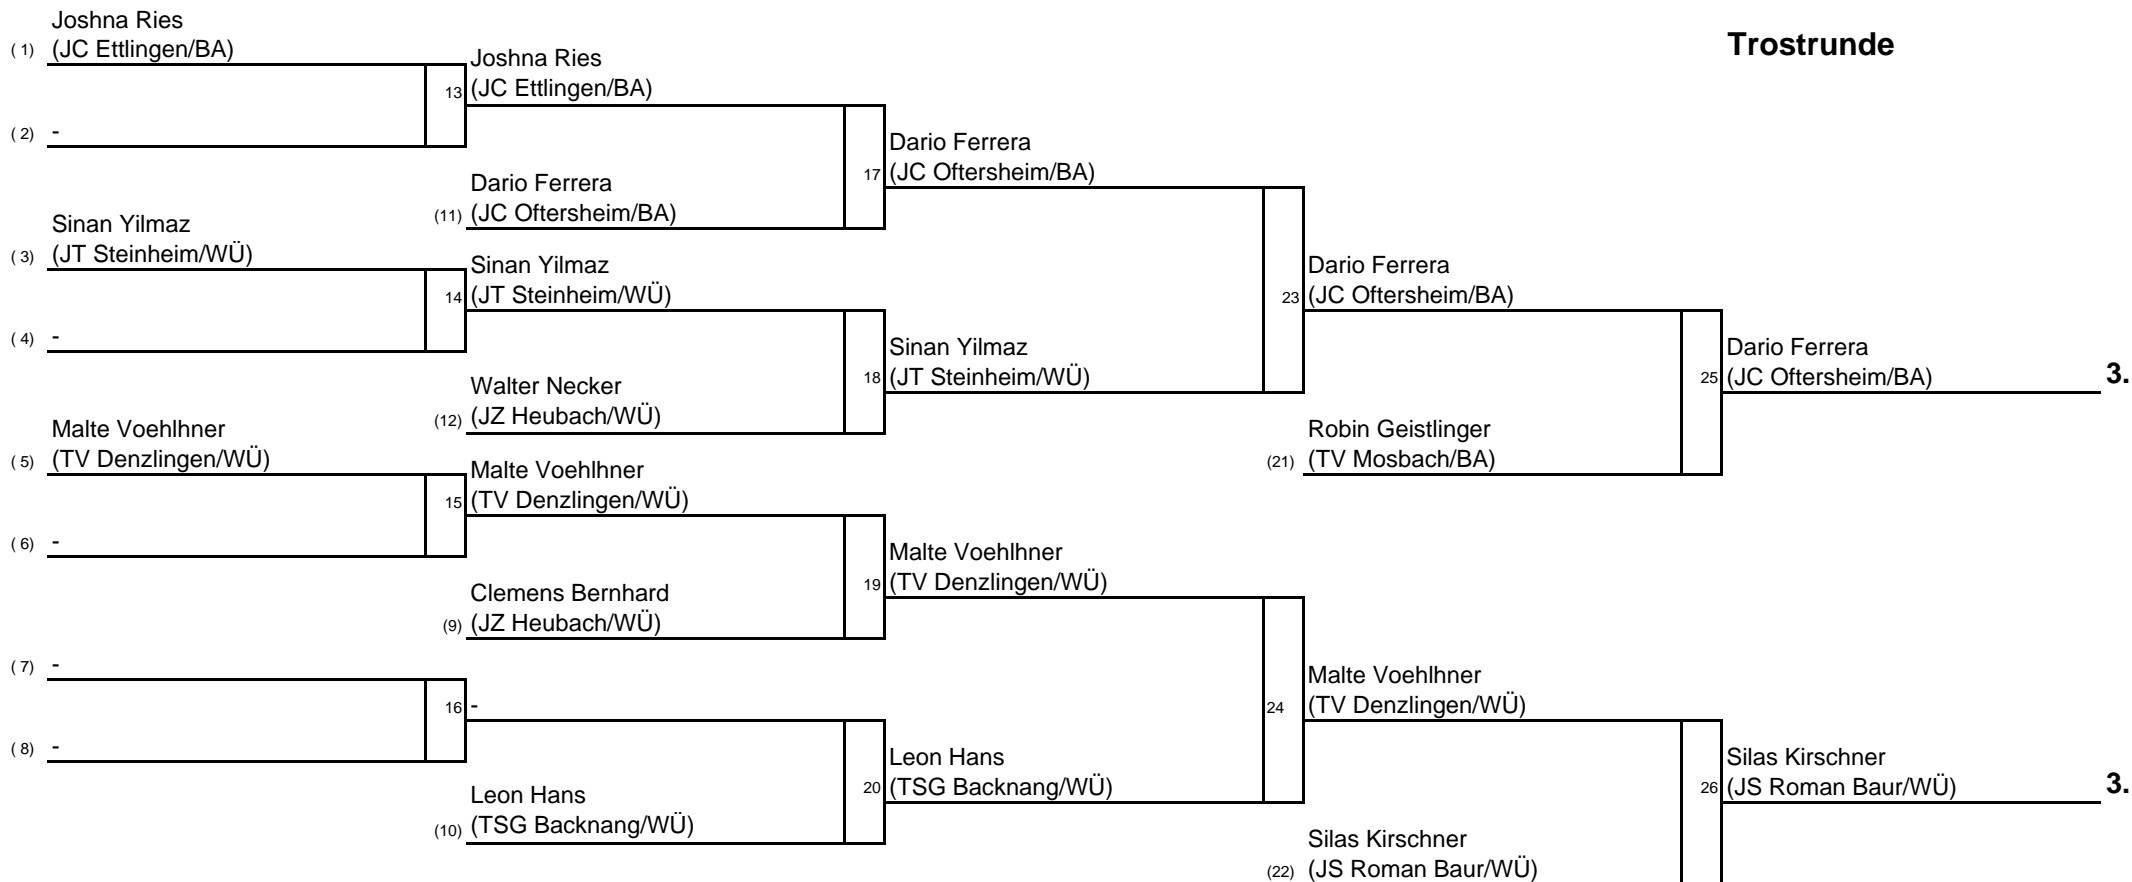 Trostrunde
Joshna Ries
( 1) (JC Ettlingen/BA)
( 2) -
Sinan Yilmaz
( 3) (JT Steinheim/WÜ)
( 4) -
Malte Voehlhner
( 5) (TV Denzlingen/WÜ)
( 6) -
( 7) -
( 8) -
Joshna Ries
13 (JC Ettlingen/BA)
Dario Ferrera
(11) (JC Oftersheim/BA)
Sinan Yilmaz
14 (JT Steinheim/WÜ)
Walter Necker
(12) (JZ Heubach/WÜ)
Malte Voehlhner
15 (TV Denzlingen/WÜ)
Clemens Bernhard
(9) (JZ Heubach/WÜ)
16 -
Leon Hans
(10) (TSG Backnang/WÜ)
Dario Ferrera
17 (JC Oftersheim/BA)
Sinan Yilmaz
18 (JT Steinheim/WÜ)
Malte Voehlhner
19 (TV Denzlingen/WÜ)
Leon Hans
20 (TSG Backnang/WÜ)
Dario Ferrera
23 (JC Oftersheim/BA)
Robin Geistlinger
(21) (TV Mosbach/BA)
Malte Voehlhner
24 (TV Denzlingen/WÜ)
Silas Kirschner
(22) (JS Roman Baur/WÜ)
Dario Ferrera
25 (JC Oftersheim/BA) 3.
Silas Kirschner
26 (JS Roman Baur/WÜ) 3.